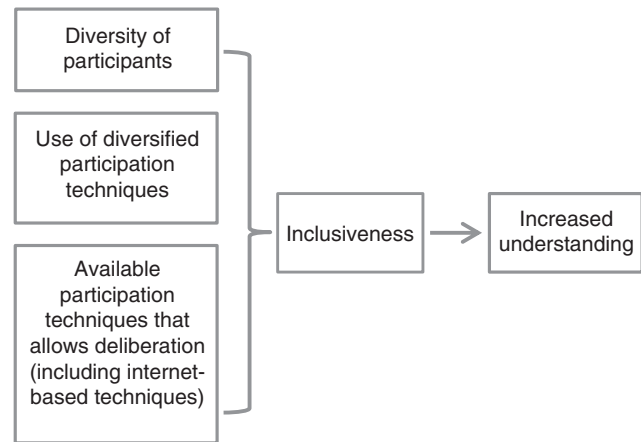 Diversity of
participants
Use of diversified
participation
techniques
Available
participation
techniques that
allows deliberation
(including internet-
based techniques)
Inclusiveness
Increased
understanding